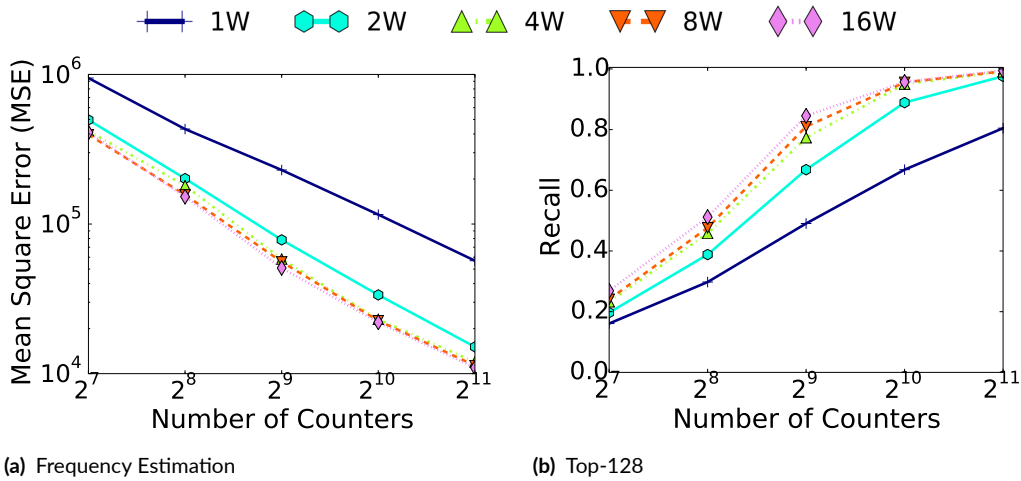 1W 2W 4W 8W 16W
Mean Square Error (MSE)
10^6
10^5
10^4
2^7 2^8 2^9 2^10 2^11
Number of Counters
(a) Frequency Estimation
Recall
1.0
0.8
0.6
0.4
0.2
0.0
2^7 2^8 2^9 2^10 2^11
Number of Counters
(b) Top-128